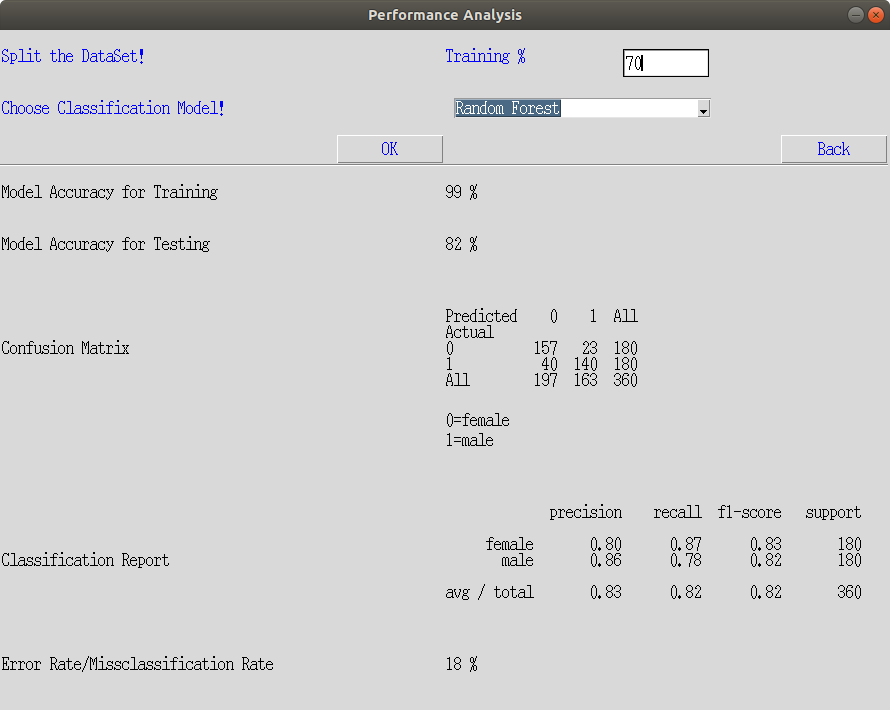 Performance Analysis
Split the DataSet! Training % 70
Choose Classification Model! Random Forest
OK Back
Model Accuracy for Training 99 %
Model Accuracy for Testing 82 %
Predicted 0 1 All
Actual
Confusion Matrix 0 157 23 180
1 40 140 180
All 197 163 360
0=female
1=male
precision recall f1-score support
female 0.80 0.87 0.83 180
Classification Report male 0.86 0.78 0.82 180
avg / total 0.83 0.82 0.82 360
Error Rate/Missclassification Rate 18 %